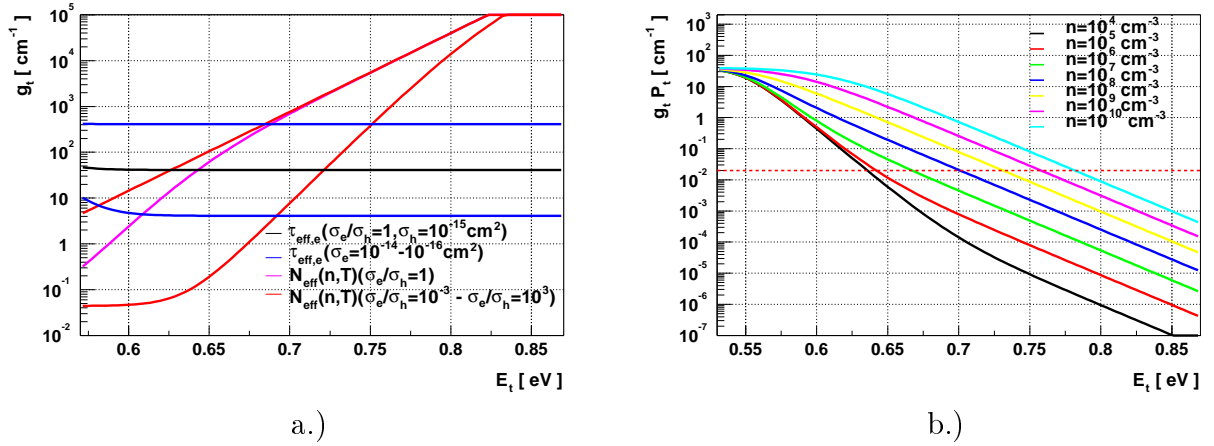 g_t [ cm^-1]
10^5
10^4
10^3
10^2
10
1
10^-1
10^-2
τ_eff,e(σ_e/σ_h=1,σ_h=10^-15cm^2)
τ_eff,e(σ_e=10^-14-10^-16cm^2)
N_eff(n,T)(σ_e/σ_h=1)
N_eff(n,T)(σ_e/σ_h=10^-3 - σ_e/σ_h=10^3)
0.6 0.65 0.7 0.75 0.8 0.85
E_t [ eV]
a.)
g_t P_t [ cm^-1]
10^3
10^2
10
1
10^-1
10^-2
10^-3
10^-4
10^-5
10^-6
10^-7
n=10^4 cm^-3
n=10^5 cm^-3
n=10^6 cm^-3
n=10^7 cm^-3
n=10^8 cm^-3
n=10^9 cm^-3
n=10^10 cm^-3
0.55 0.6 0.65 0.7 0.75 0.8 0.85
E_t [ eV]
b.)